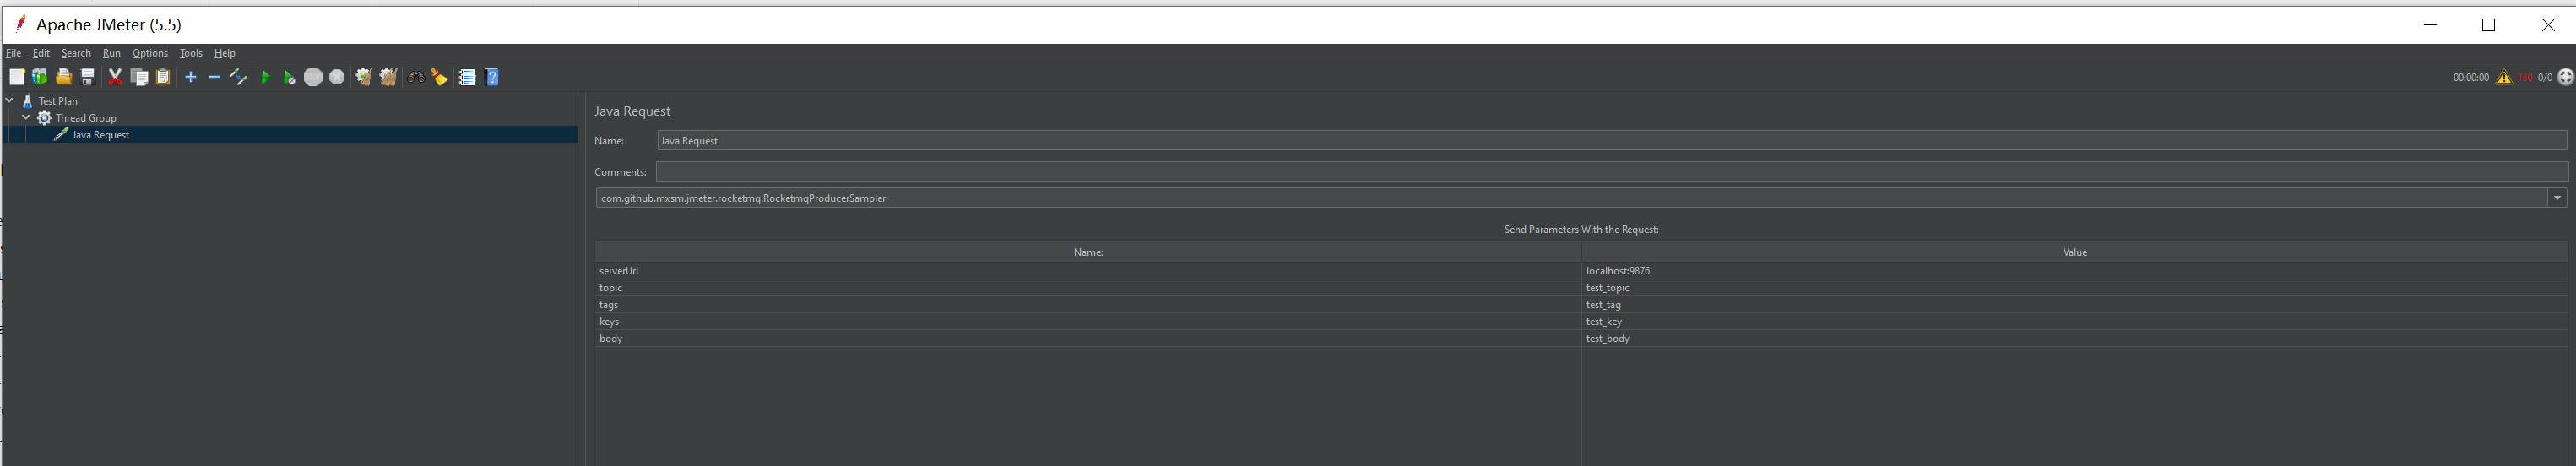 Apache JMeter (5.5)
File Edit Search Run Options Tools Help
00:00:00 130 0/0
Test Plan
Thread Group
Java Request
Java Request
Name: Java Request
Comments:
com.github.mxsm.jmeter.rocketmq.RocketmqProducerSampler
Send Parameters With the Request:
Name: Value
serverUrl localhost:9876
topic test_topic
tags test_tag
keys test_key
body test_body